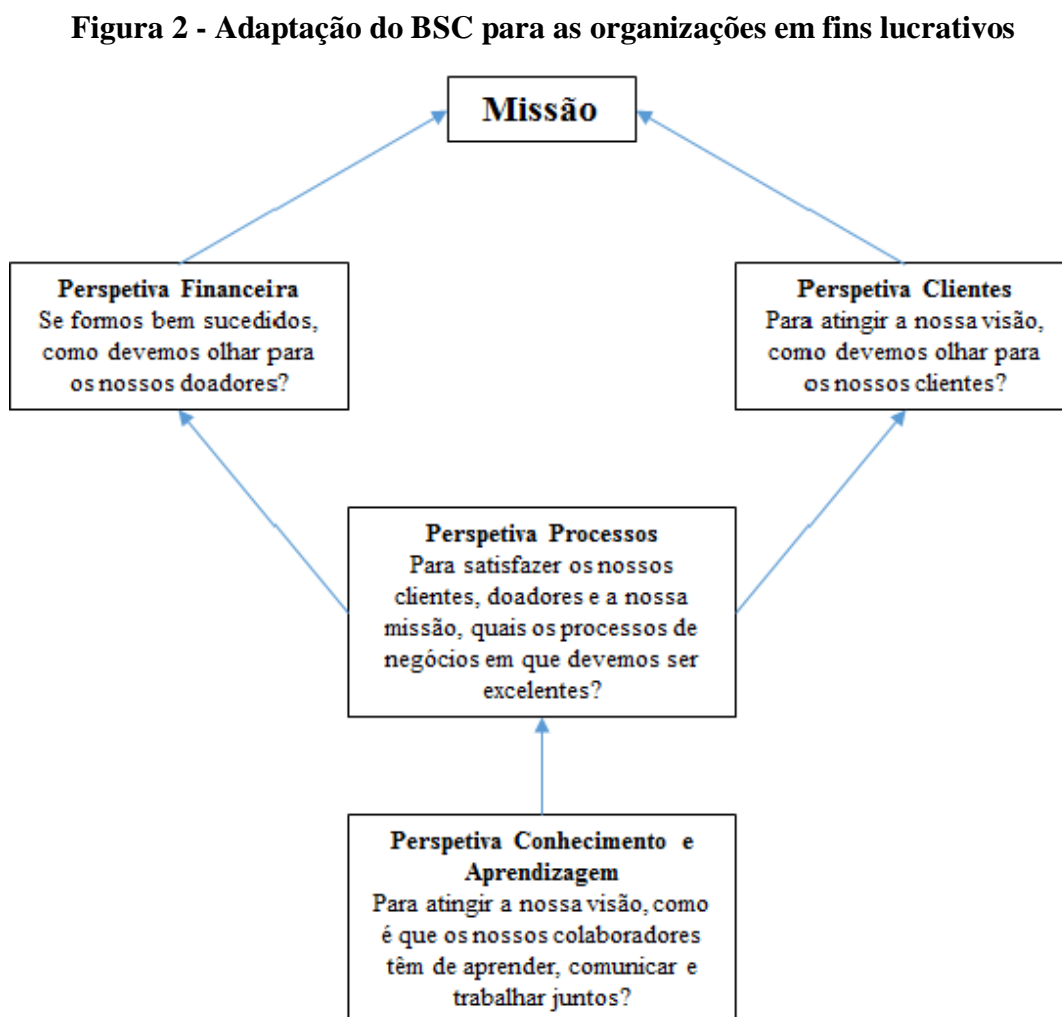 Figura 2 - Adaptação do BSC para as organizações em fins lucrativos
Missão
Perspetiva Financeira
Se formos bem sucedidos,
como devemos olhar para
os nossos doadores?
Perspetiva Clientes
Para atingir a nossa visão,
como devemos olhar para
os nossos clientes?
Perspetiva Processos
Para satisfazer os nossos
clientes, doadores e a nossa
missão, quais os processos de
negócios em que devemos ser
excelentes?
Perspetiva Conhecimento e
Aprendizagem
Para atingir a nossa visão, como
é que os nossos colaboradores
têm de aprender, comunicar e
trabalhar juntos?